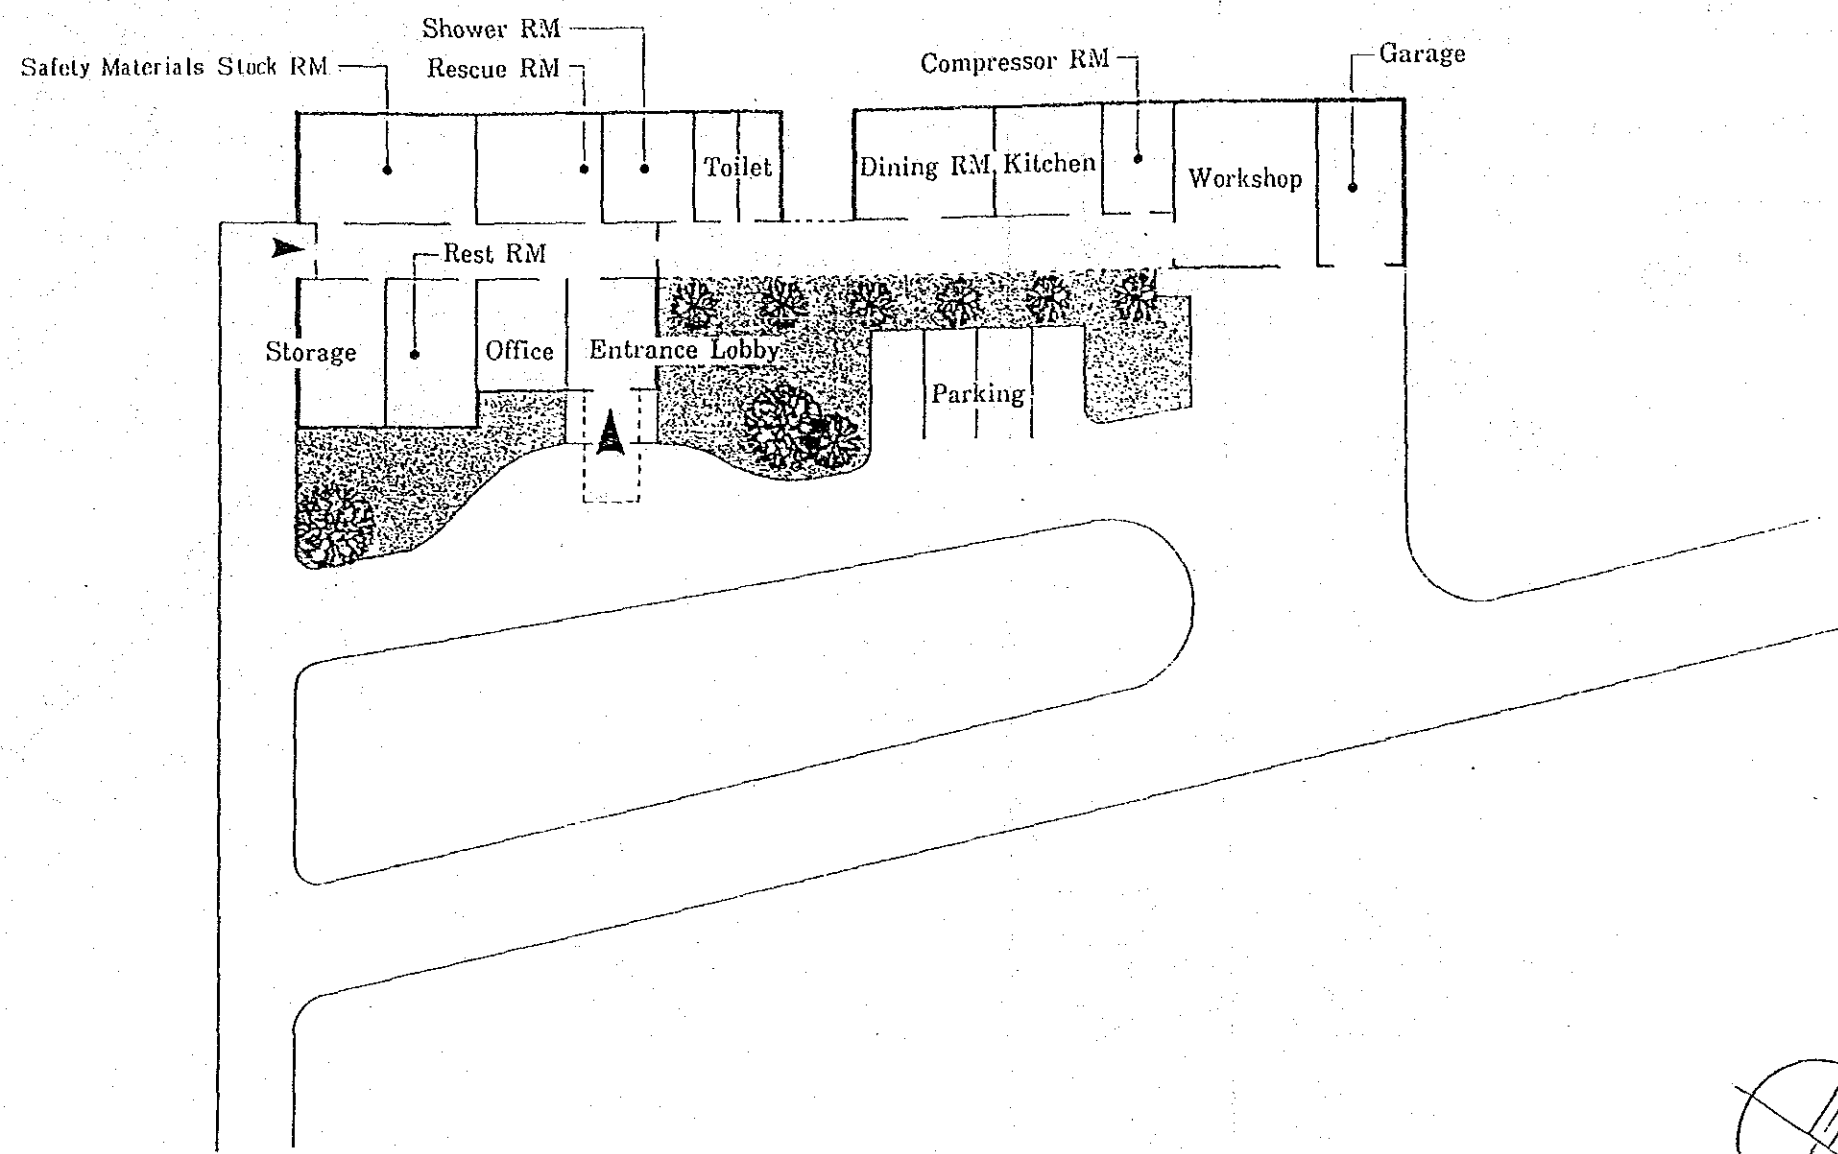 Shower RM
Safety Materials Stock RM
Rescue RM
Compressor RM
Garage
Toilet
Dining RM
Kitchen
Workshop
Rest RM
Storage
Office
Entrance Lobby
Parking